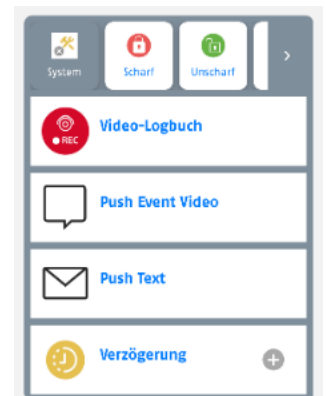 System
Scharf
Unscharf
REC
Video-Logbuch
Push Event Video
Push Text
Verzögerung